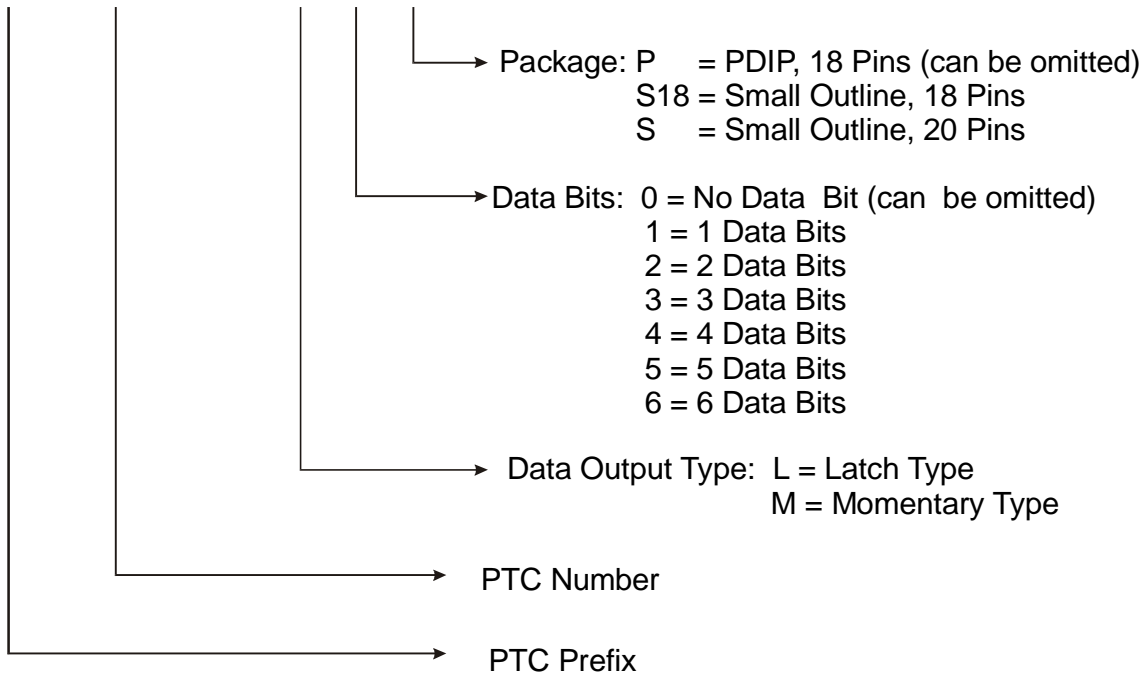 Package: P = PDIP, 18 Pins (can be omitted)
S18 = Small Outline, 18 Pins
S = Small Outline, 20 Pins
Data Bits: 0 = No Data Bit (can be omitted)
1 = 1 Data Bits
2 = 2 Data Bits
3 = 3 Data Bits
4 = 4 Data Bits
5 = 5 Data Bits
6 = 6 Data Bits
Data Output Type: L = Latch Type
M = Momentary Type
PTC Number
PTC Prefix